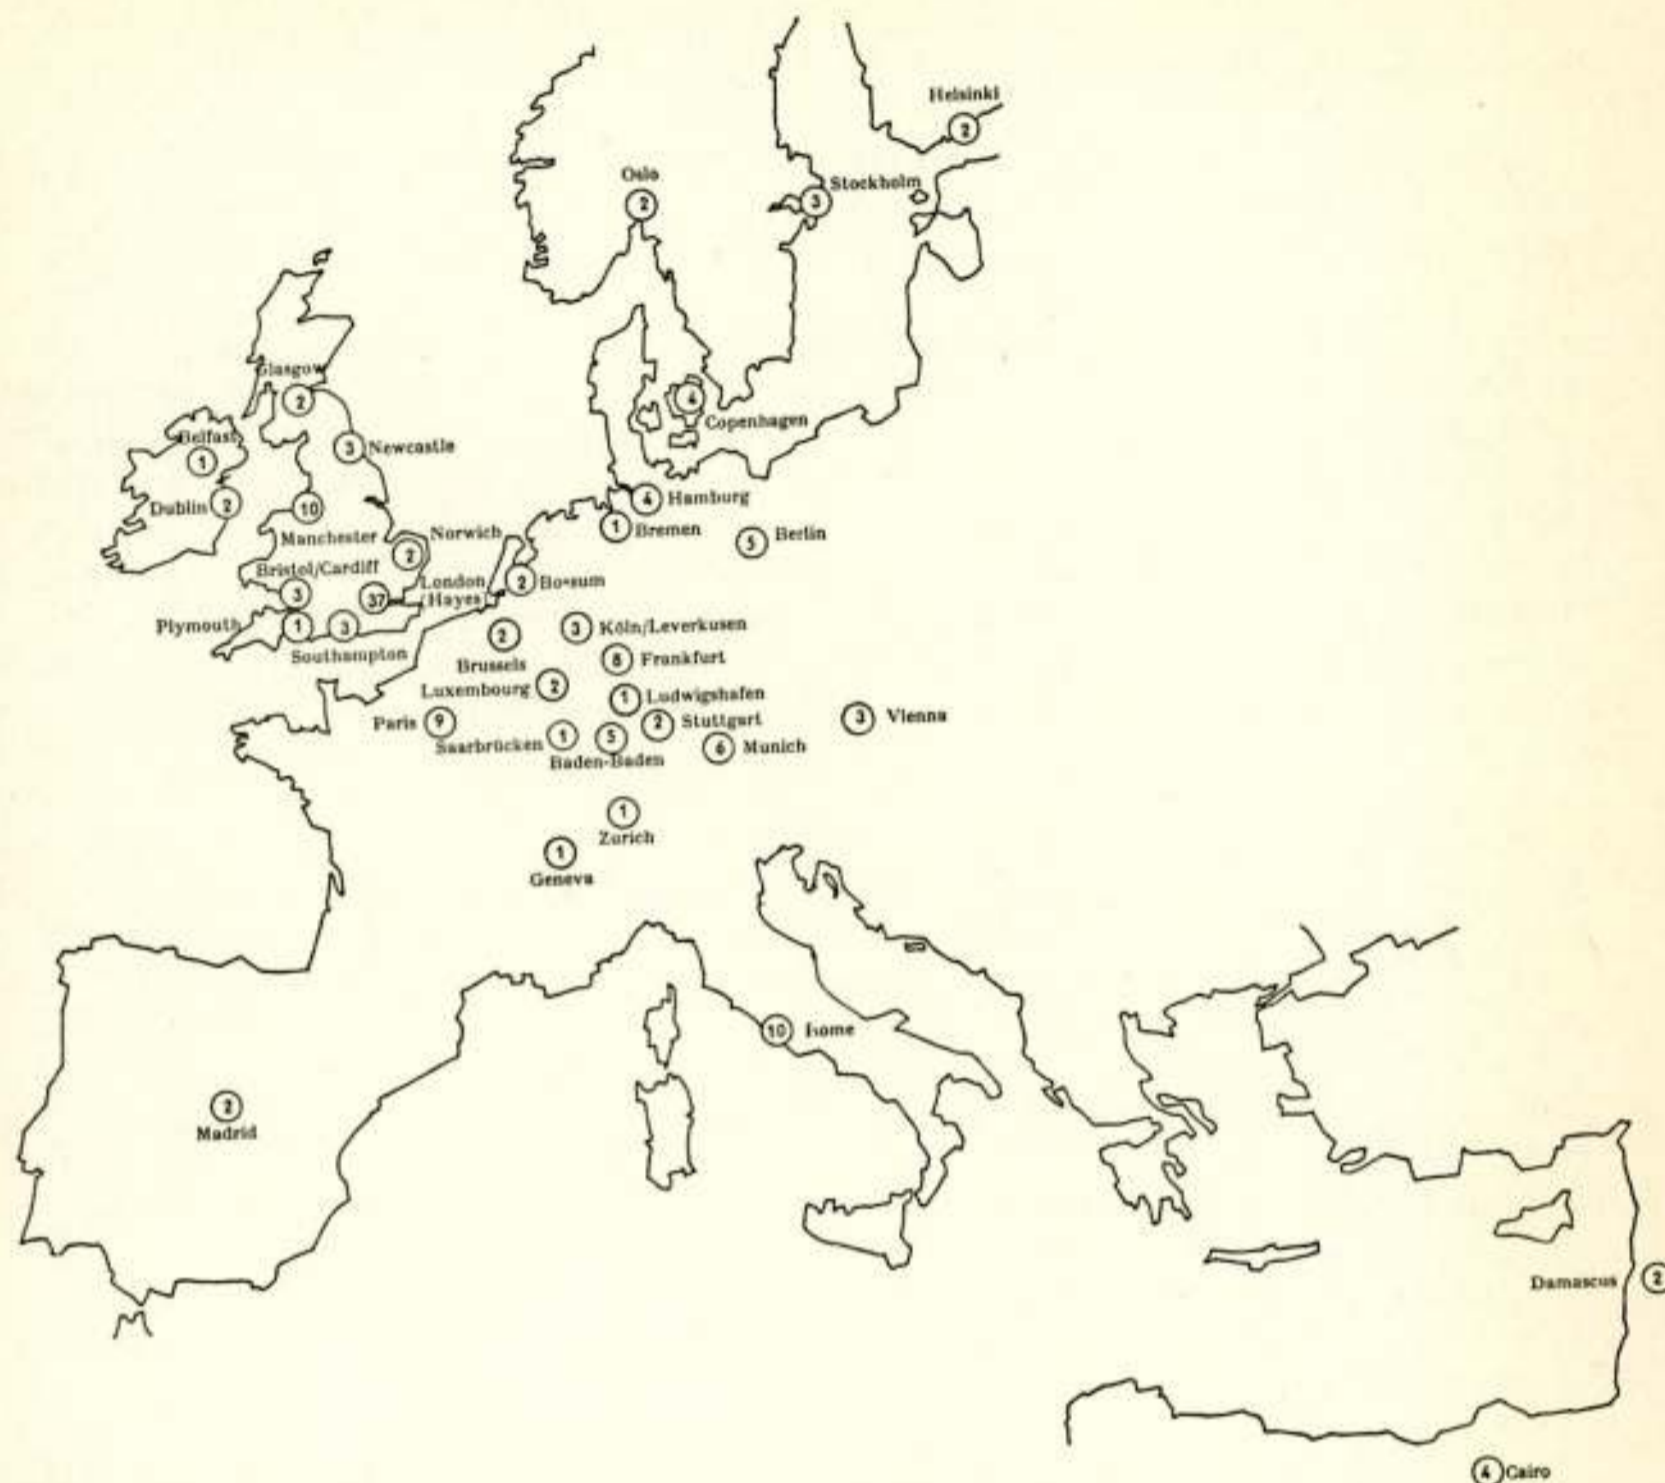 Helsinki
2
Oslo
2
Stockholm
3
Glasgow
2
4
Copenhagen
Belfast
1
3 Newcastle
Dublin 2
10
Manchester
4 Hamburg
1 Bremen
5 Berlin
Norwich
2
Bristol/Cardiff
3
37
London
(Hayes)
2
Plymouth 1
3
Southampton
2
Brussels
3 Köln/Leverkusen
8 Frankfurt
Luxembourg 2
1 Ludwigshafen
Paris 9
2 Stuttgart
3 Vienna
Saarbrücken 1
5
Baden-Baden
6 Munich
1
Zurich
1
Geneva
10 Rome
2
Madrid
Damascus 2
4 Cairo